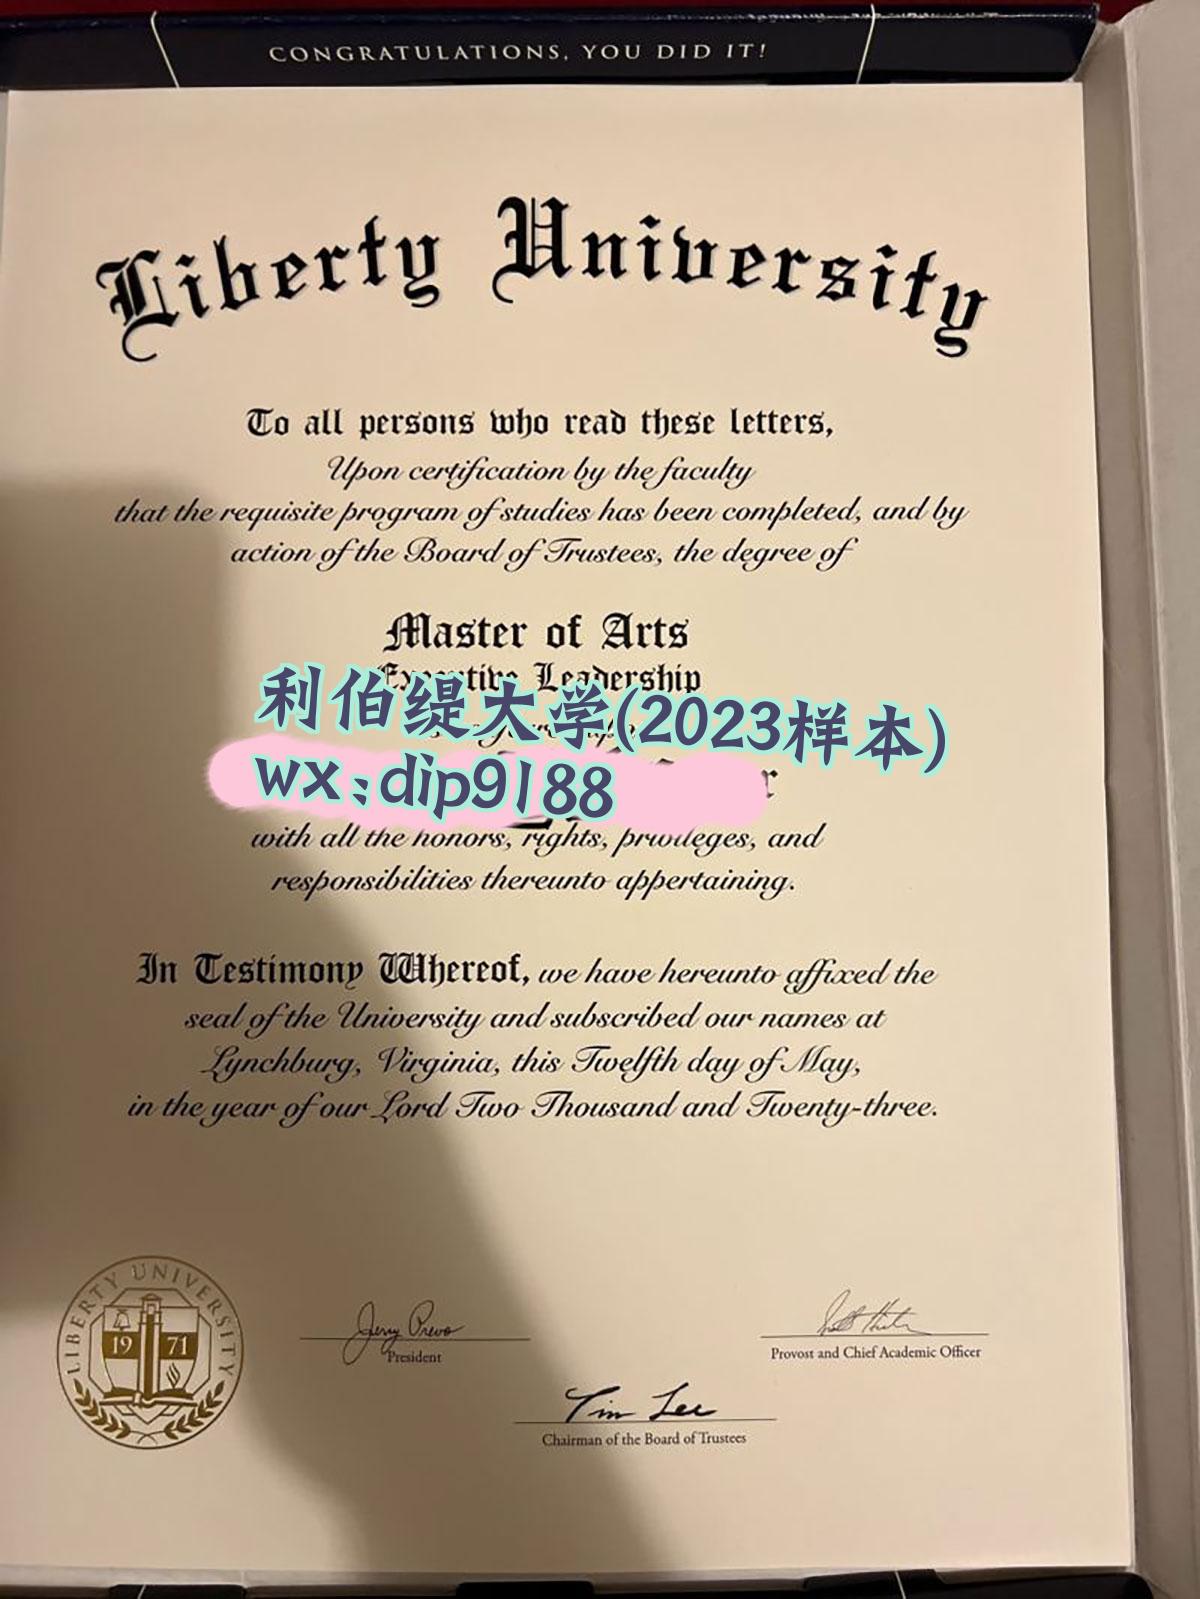 CONGRATULATIONS, YOU DID IT!
Liberty University
To all persons who read these letters,
Upon certification by the faculty
that the requisite program of studies has been completed, and by
action of the Board of Trustees, the degree of
Master of Arts
Executive Leadership
利伯缇大学(2023样本)
wx:dip9188
with all the honors, rights, privileges, and
responsibilities thereunto appertaining.
In Testimony Whereof, we have hereunto affixed the
seal of the University and subscribed our names at
Lynchburg, Virginia, this Twelfth day of May,
in the year of our Lord Two Thousand and Twenty-three.
LIBERTY UNIVERSITY
19 71
Jerry Prevo
President
Provost and Chief Academic Officer
Tim Lee
Chairman of the Board of Trustees